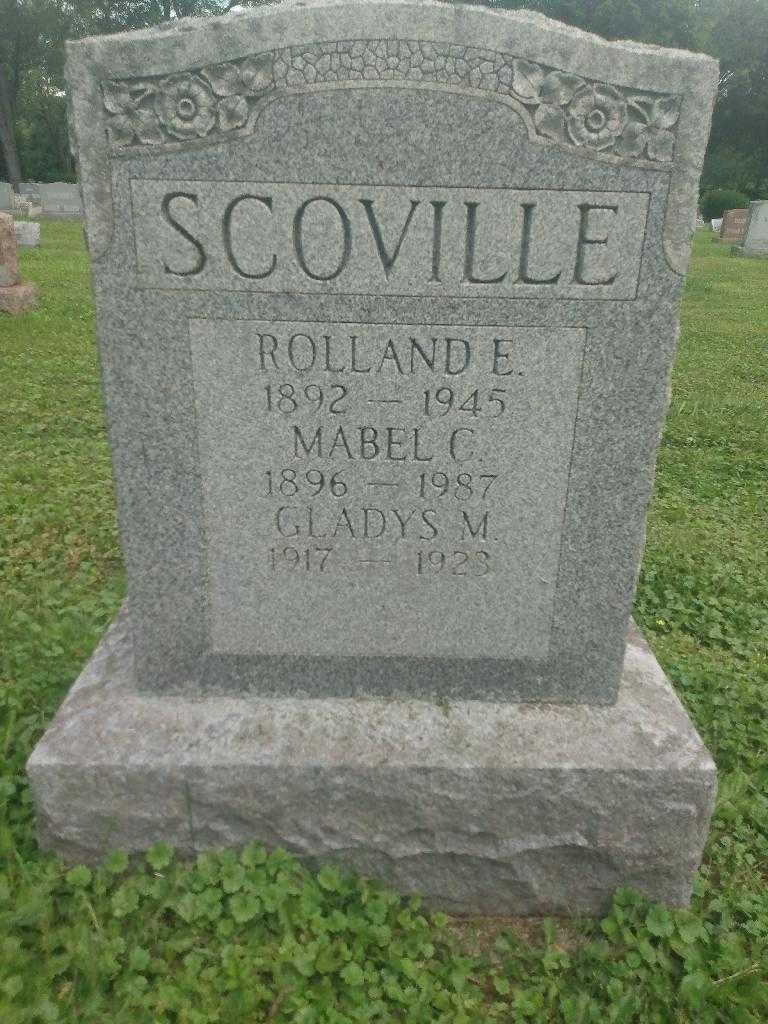 SCOVILLE
ROLLAND E.
1892 — 1945
MABEL C.
1896 — 1987
GLADYS M.
1917 — 1923